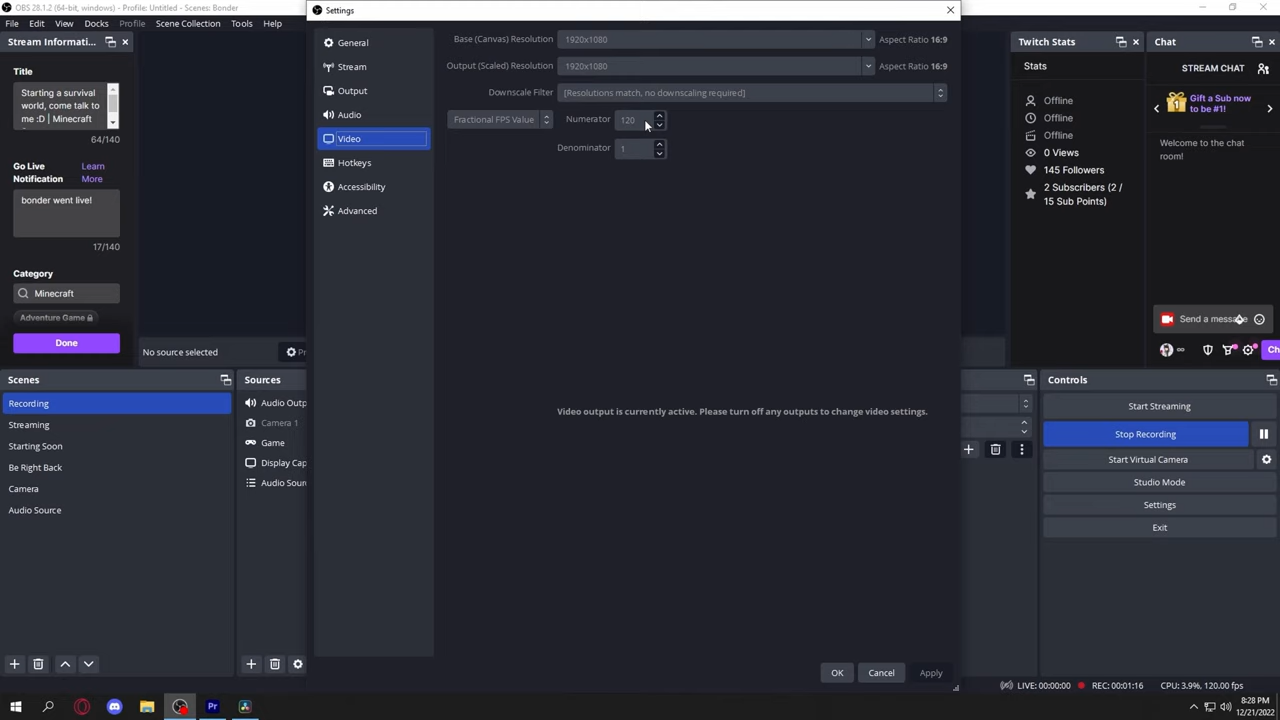 OBS 28.1.2 (64-bit, windows) - Profile: Untitled - Scenes: Bonder
File Edit View Docks Profile Scene Collection Tools Help
Stream Informa...
Title
Starting a survival
world, come talk to
me :D | Minecraft
64/140
Go Live
Notification
Learn
More
bonder went live!
17/140
Category
Minecraft
Adventure Game
Done
No source selected
Scenes
Recording
Streaming
Starting Soon
Be Right Back
Camera
Audio Source
Sources
Audio Outp
Camera 1
Game
Display Cap
Audio Sour
Settings
General
Stream
Output
Audio
Video
Hotkeys
Accessibility
Advanced
Base (Canvas) Resolution 1920x1080 Aspect Ratio 16:9
Output (Scaled) Resolution 1920x1080 Aspect Ratio 16:9
Downscale Filter [Resolutions match, no downscaling required]
Fractional FPS Value Numerator 120
Denominator 1
Video output is currently active. Please turn off any outputs to change video settings.
OK Cancel Apply
Twitch Stats
Stats
Offline
Offline
Offline
0 Views
145 Followers
2 Subscribers (2 /
15 Sub Points)
Chat
STREAM CHAT
Gift a Sub now
to be #1!
Welcome to the chat
room!
Send a message
Ch
Controls
Start Streaming
Stop Recording
Start Virtual Camera
Studio Mode
Settings
Exit
LIVE: 00:00:00 REC: 00:01:16 CPU: 3.9%, 120.00 fps
Pr
8:28 PM
12/21/2022